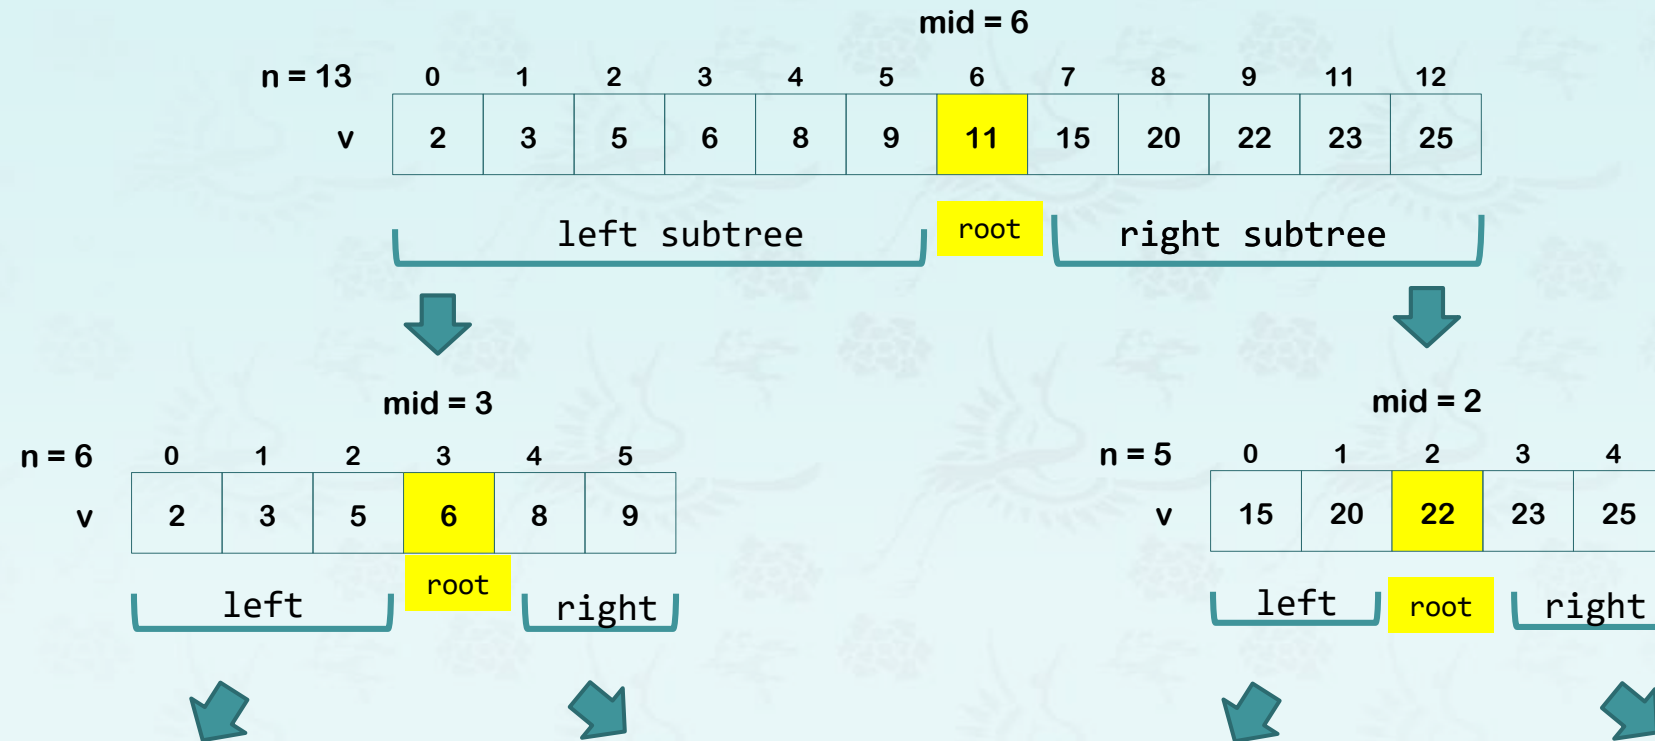 mid = 6
n = 13 0 1 2 3 4 5 6 7 8 9 11 12
v 2 3 5 6 8 9 11 15 20 22 23 25
left subtree root right subtree
mid = 3
n = 6 0 1 2 3 4 5
v 2 3 5 6 8 9
left root right
mid = 2
n = 5 0 1 2 3 4
v 15 20 22 23 25
left root right